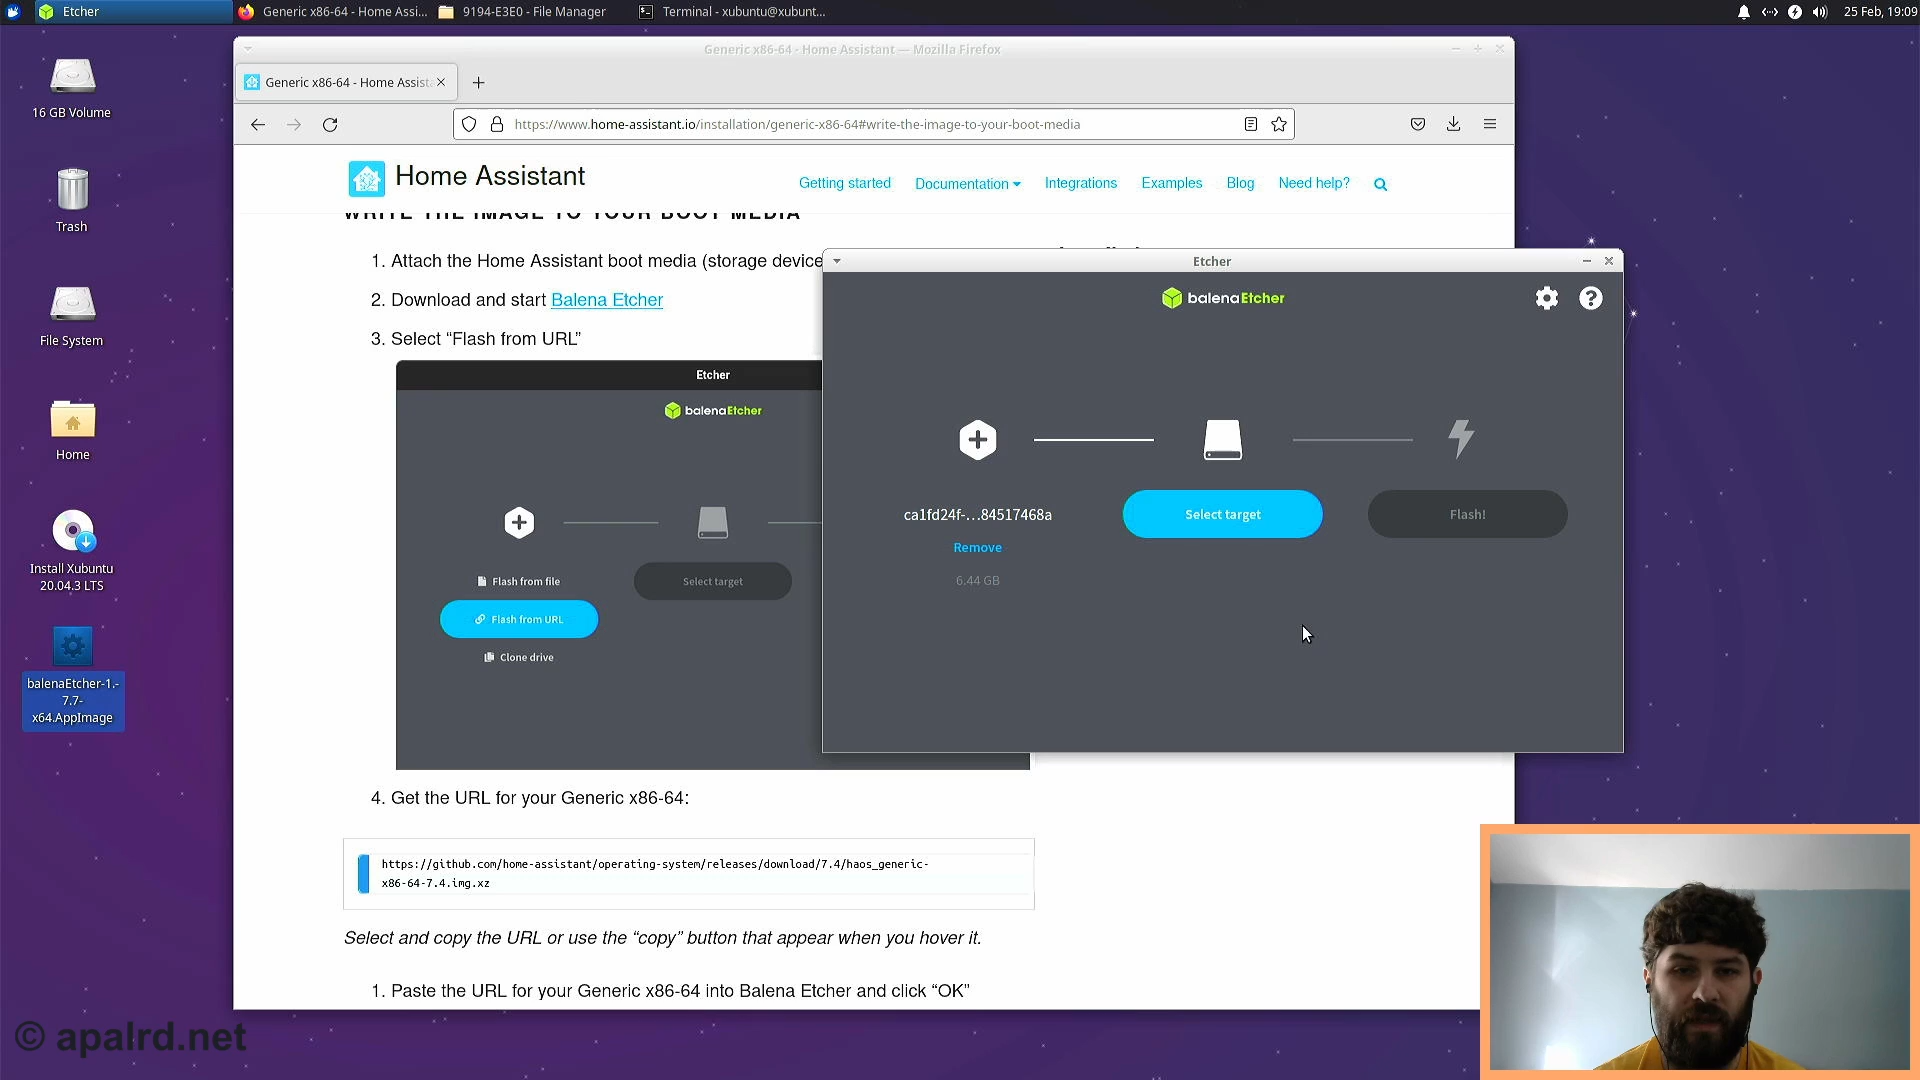 Etcher
Generic x86-64 - Home Assi...
9194-E3E0 - File Manager
Terminal - xubuntu@xubunt...
25 Feb, 19:09
16 GB Volume
Trash
File System
Home
Install Xubuntu
20.04.3 LTS
balenaEtcher-1.-
7.7-
x64.AppImage
Generic x86-64 - Home Assistant — Mozilla Firefox
Generic x86-64 - Home Assist
https://www.home-assistant.io/installation/generic-x86-64#write-the-image-to-your-boot-media
Home Assistant
Getting started
Documentation
Integrations
Examples
Blog
Need help?
WRITE THE IMAGE TO YOUR BOOT MEDIA
1. Attach the Home Assistant boot media (storage device
2. Download and start Balena Etcher
3. Select “Flash from URL”
Etcher
balenaEtcher
Flash from file
Flash from URL
Clone drive
Select target
4. Get the URL for your Generic x86-64:
https://github.com/home-assistant/operating-system/releases/download/7.4/haos_generic-
x86-64-7.4.img.xz
Select and copy the URL or use the “copy” button that appear when you hover it.
1. Paste the URL for your Generic x86-64 into Balena Etcher and click “OK”
Etcher
balenaEtcher
ca1fd24f-...84517468a
Remove
6.44 GB
Select target
Flash!
© apalrd.net